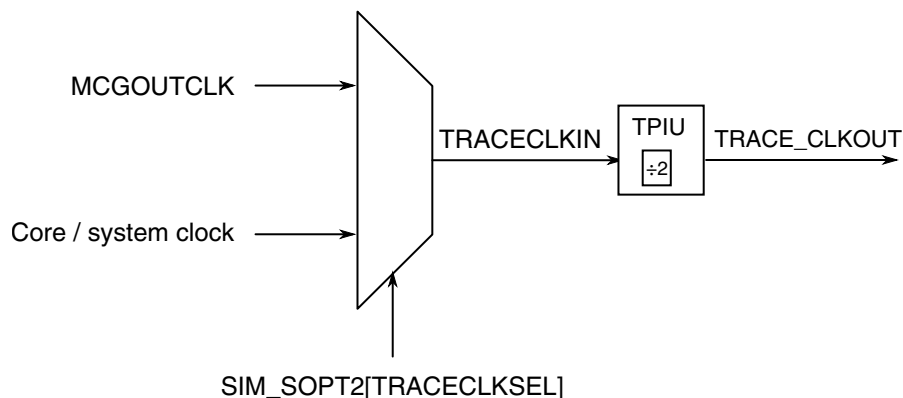 MCGOUTCLK
TRACECLKIN
TPIU
÷2
TRACE_CLKOUT
Core / system clock
SIM_SOPT2[TRACECLKSEL]